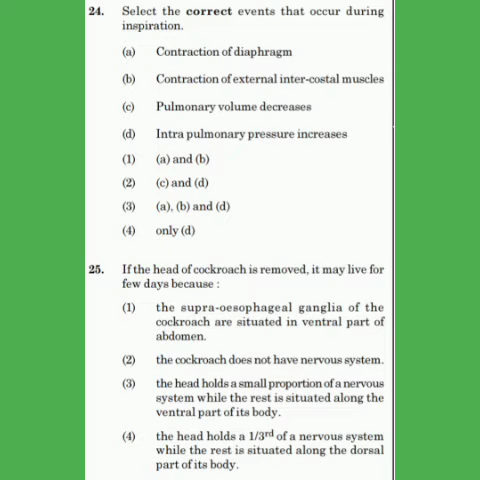 24. Select the correct events that occur during
inspiration.
(a) Contraction of diaphragm
(b) Contraction of external inter-costal muscles
(c) Pulmonary volume decreases
(d) Intra pulmonary pressure increases
(1) (a) and (b)
(2) (c) and (d)
(3) (a), (b) and (d)
(4) only (d)
25. If the head of cockroach is removed, it may live for
few days because :
(1) the supra-oesophageal ganglia of the
cockroach are situated in ventral part of
abdomen.
(2) the cockroach does not have nervous system.
(3) the head holds a small proportion of a nervous
system while the rest is situated along the
ventral part of its body.
(4) the head holds a 1/3rd of a nervous system
while the rest is situated along the dorsal
part of its body.